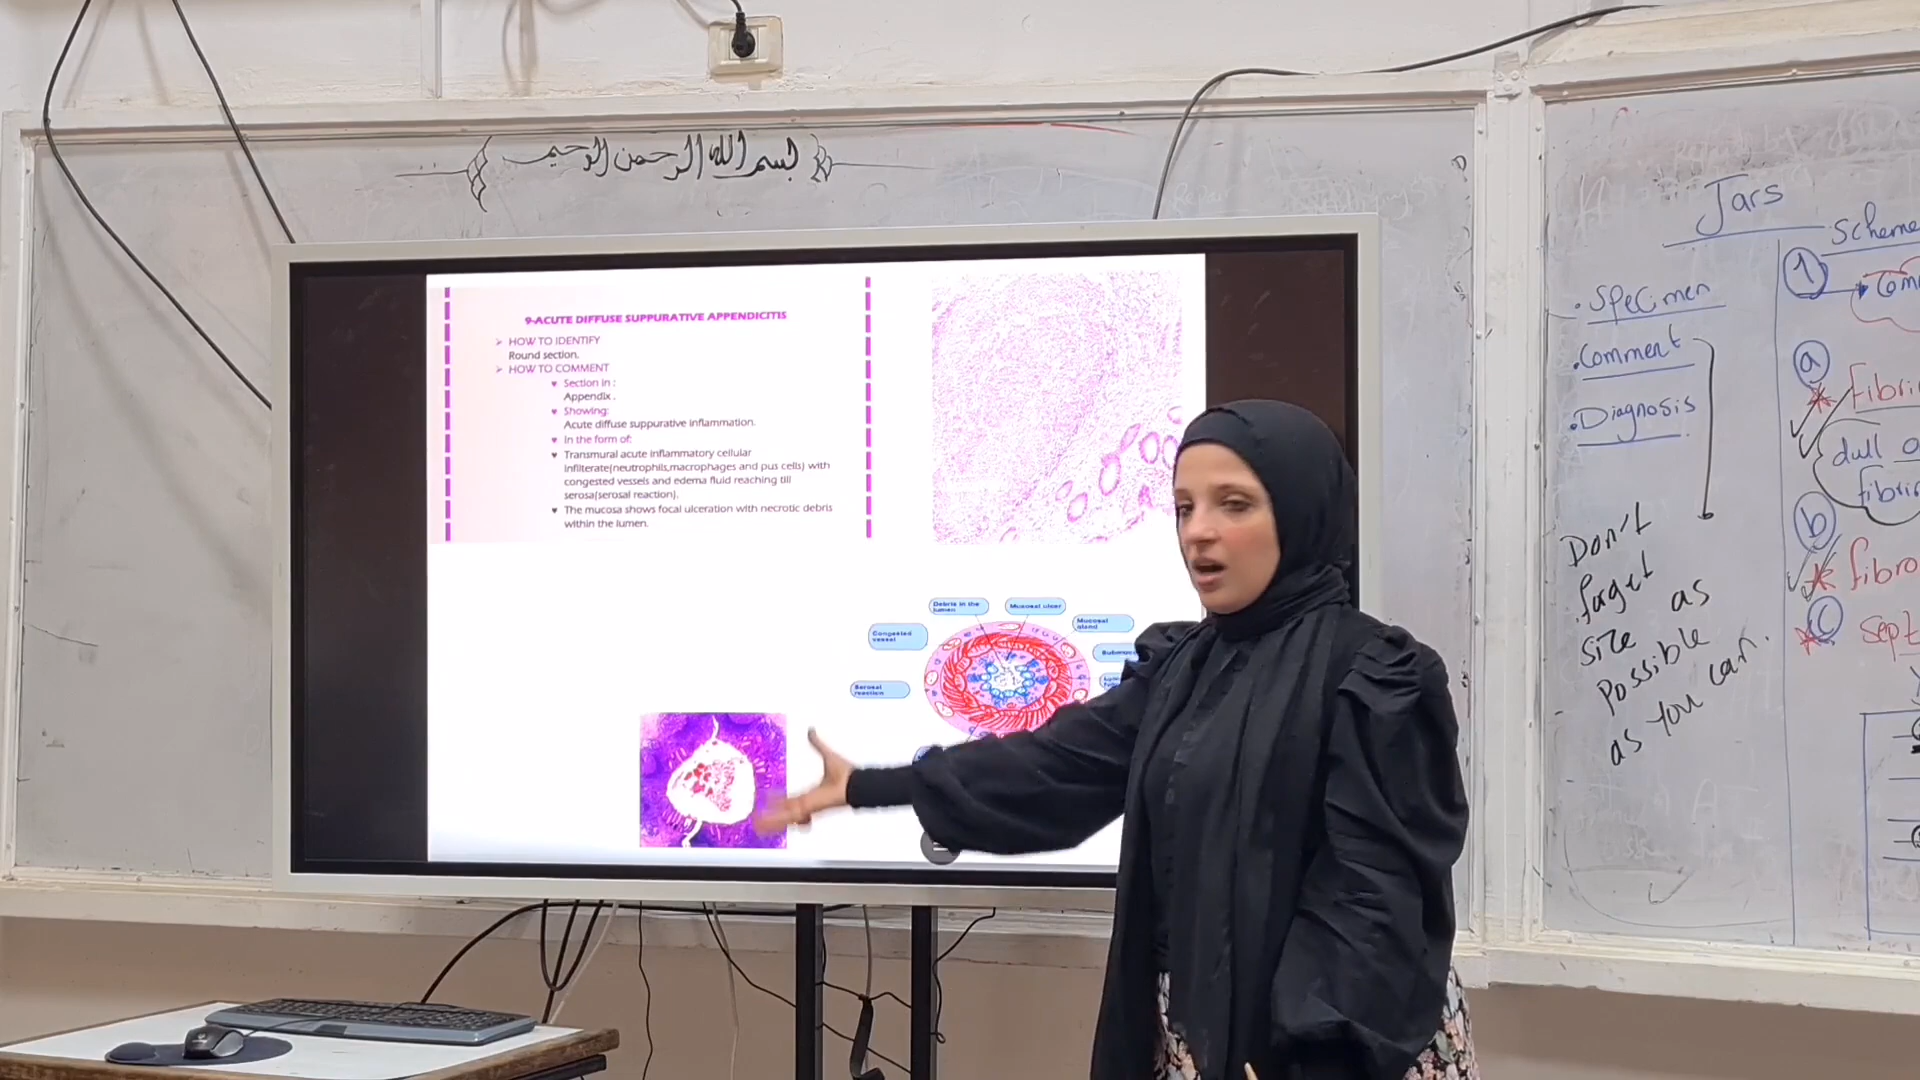 بسم الله الرحمن الرحيم
9-ACUTE DIFFUSE SUPPURATIVE APPENDICITIS
➢ HOW TO IDENTIFY
Round section.
➢ HOW TO COMMENT
♥ Section in :
Appendix .
♥ Showing:
Acute diffuse suppurative inflammation.
♥ In the form of:
♥ Transmural acute inflammatory cellular
infilterate(neutrophils,macrophages and pus cells) with
congested vessels and edema fluid reaching till
serosa(serosal reaction).
♥ The mucosa shows focal ulceration with necrotic debris
within the lumen.
Debris in the
lumen
Mucosal ulcer
Mucosal
gland
Congested
vessel
Serosal
reaction
Jars
. Specimen
. Comment
. Diagnosis
Don't
forget
size as
possible
as you can.
Scheme
1
a
dull
b
c